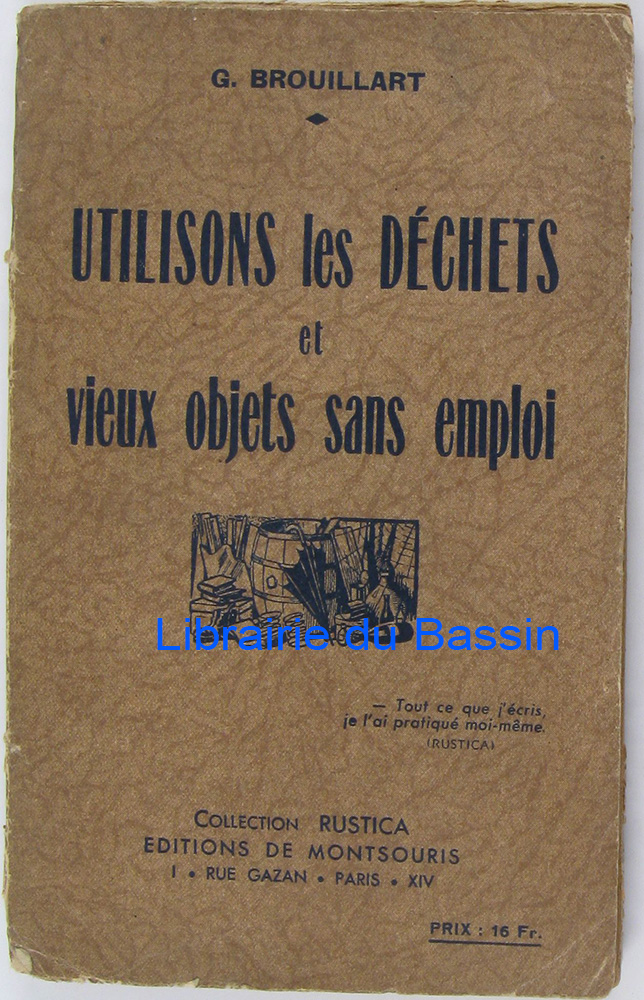 G. BROUILLART
UTILISONS les DÉCHETS
et
vieux objets sans emploi
Librairie du Bassin
— Tout ce que j'écris,
je l'ai pratiqué moi-même.
(RUSTICA)
COLLECTION RUSTICA
EDITIONS DE MONTSOURIS
1 • RUE GAZAN • PARIS • XIV
PRIX : 16 Fr.